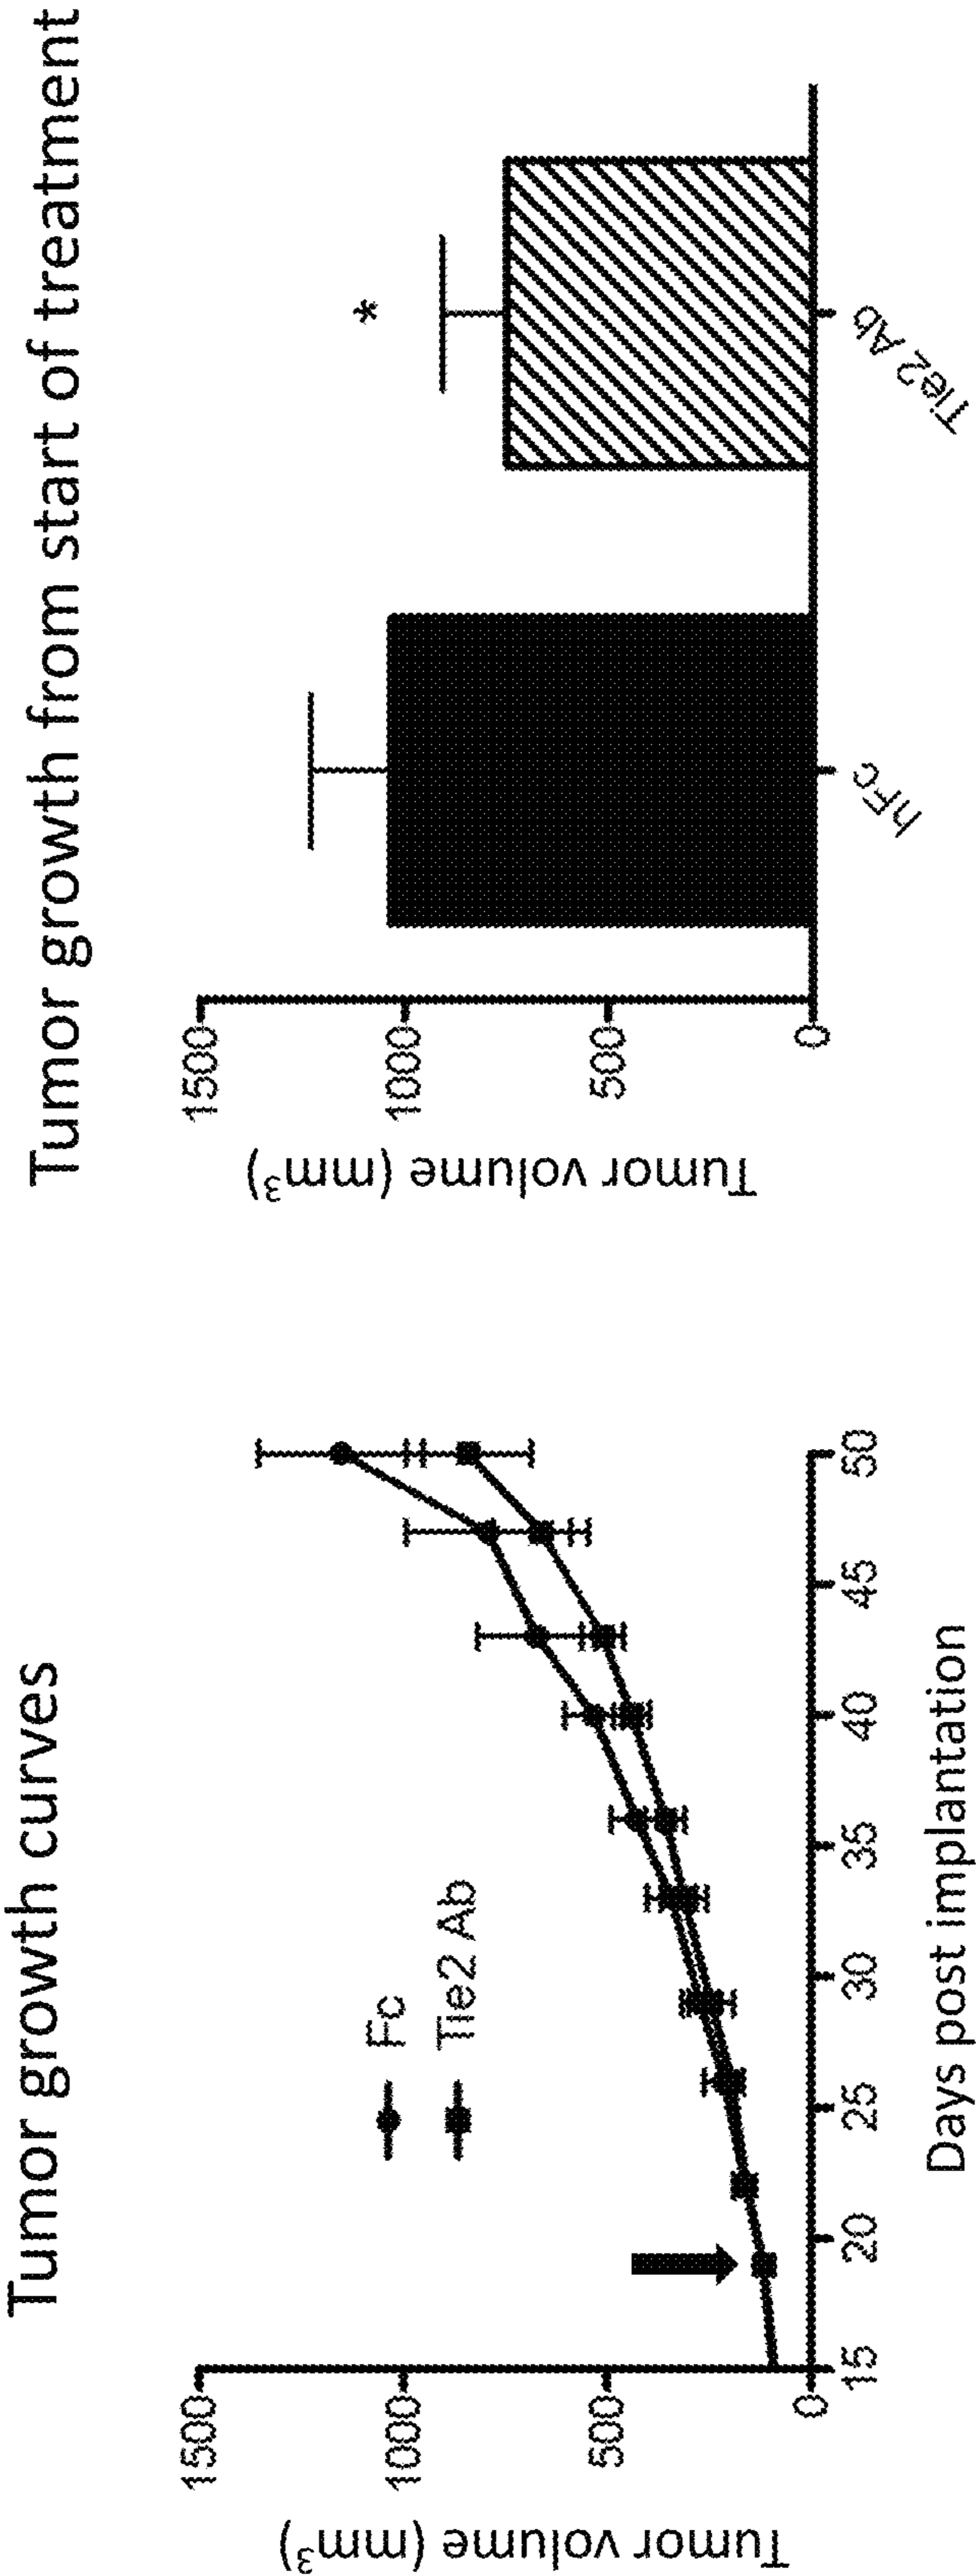 Tumor growth curves
Tumor volume (mm³)
1500
1000
500
0
Fc
Tie2 Ab
15 20 25 30 35 40 45 50
Days post implantation
Tumor growth from start of treatment
Tumor volume (mm³)
1500
1000
500
0
*
hFc
Tie2 Ab